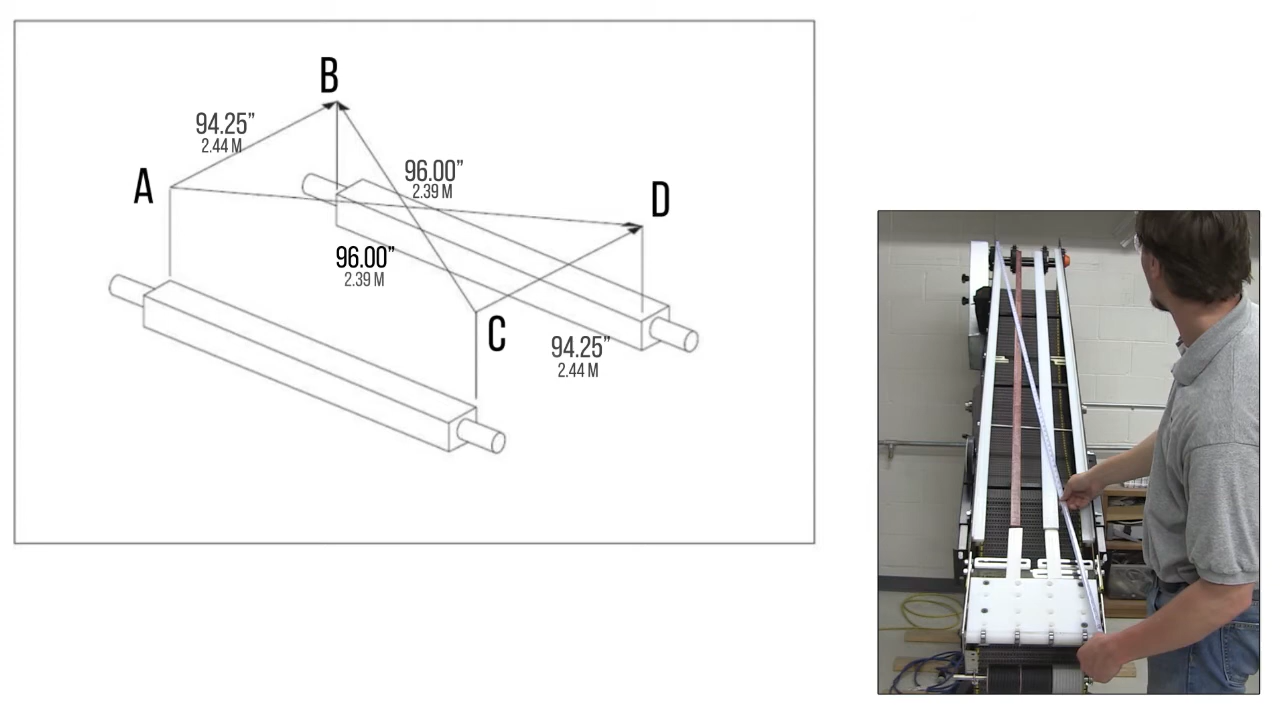 B
94.25”
2.44 M
A
96.00”
2.39 M
D
96.00”
2.39 M
C
94.25”
2.44 M